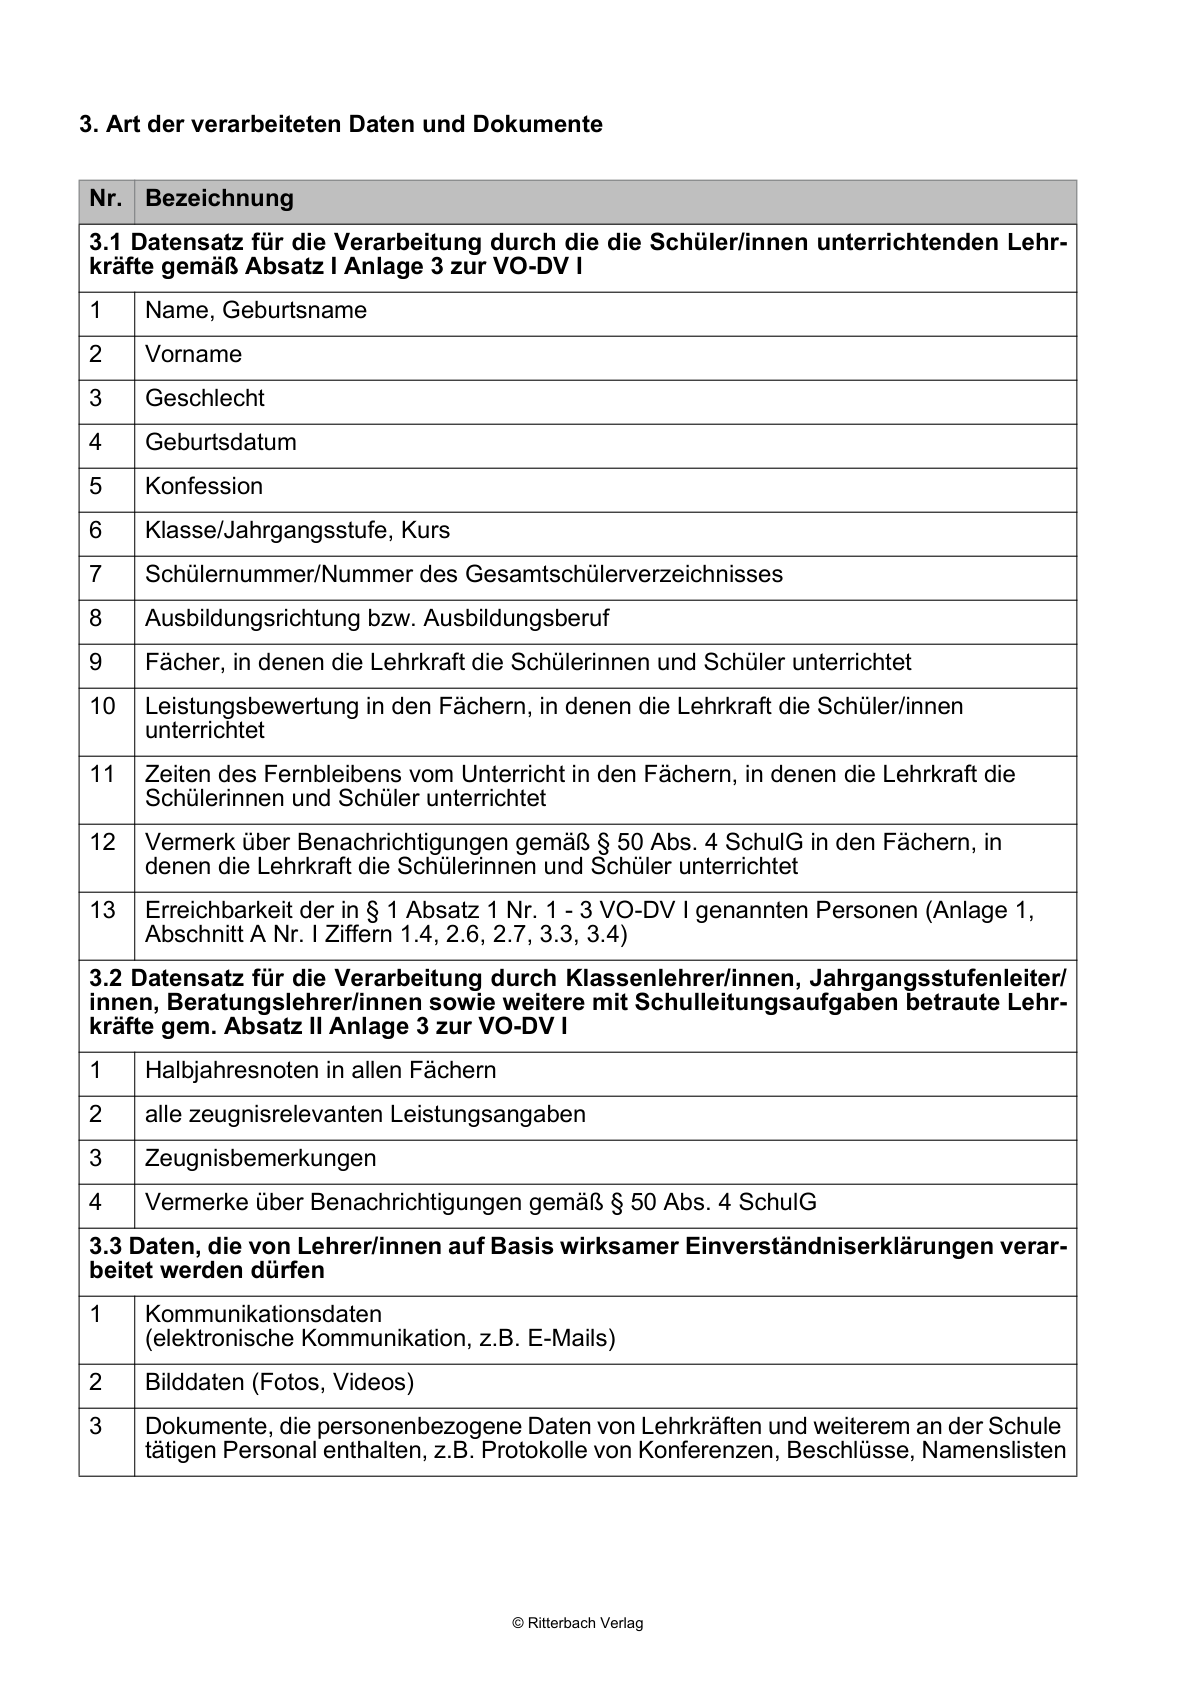 3. Art der verarbeiteten Daten und Dokumente
Nr. Bezeichnung
3.1 Datensatz für die Verarbeitung durch die die Schüler/innen unterrichtenden Lehr-
kräfte gemäß Absatz I Anlage 3 zur VO-DV I
1 Name, Geburtsname
2 Vorname
3 Geschlecht
4 Geburtsdatum
5 Konfession
6 Klasse/Jahrgangsstufe, Kurs
7 Schülernummer/Nummer des Gesamtschülerverzeichnisses
8 Ausbildungsrichtung bzw. Ausbildungsberuf
9 Fächer, in denen die Lehrkraft die Schülerinnen und Schüler unterrichtet
10 Leistungsbewertung in den Fächern, in denen die Lehrkraft die Schüler/innen
unterrichtet
11 Zeiten des Fernbleibens vom Unterricht in den Fächern, in denen die Lehrkraft die
Schülerinnen und Schüler unterrichtet
12 Vermerk über Benachrichtigungen gemäß § 50 Abs. 4 SchulG in den Fächern, in
denen die Lehrkraft die Schülerinnen und Schüler unterrichtet
13 Erreichbarkeit der in § 1 Absatz 1 Nr. 1 - 3 VO-DV I genannten Personen (Anlage 1,
Abschnitt A Nr. I Ziffern 1.4, 2.6, 2.7, 3.3, 3.4)
3.2 Datensatz für die Verarbeitung durch Klassenlehrer/innen, Jahrgangsstufenleiter/
innen, Beratungslehrer/innen sowie weitere mit Schulleitungsaufgaben betraute Lehr-
kräfte gem. Absatz II Anlage 3 zur VO-DV I
1 Halbjahresnoten in allen Fächern
2 alle zeugnisrelevanten Leistungsangaben
3 Zeugnisbemerkungen
4 Vermerke über Benachrichtigungen gemäß § 50 Abs. 4 SchulG
3.3 Daten, die von Lehrer/innen auf Basis wirksamer Einverständniserklärungen verar-
beitet werden dürfen
1 Kommunikationsdaten
(elektronische Kommunikation, z.B. E-Mails)
2 Bilddaten (Fotos, Videos)
3 Dokumente, die personenbezogene Daten von Lehrkräften und weiterem an der Schule
tätigen Personal enthalten, z.B. Protokolle von Konferenzen, Beschlüsse, Namenslisten
© Ritterbach Verlag